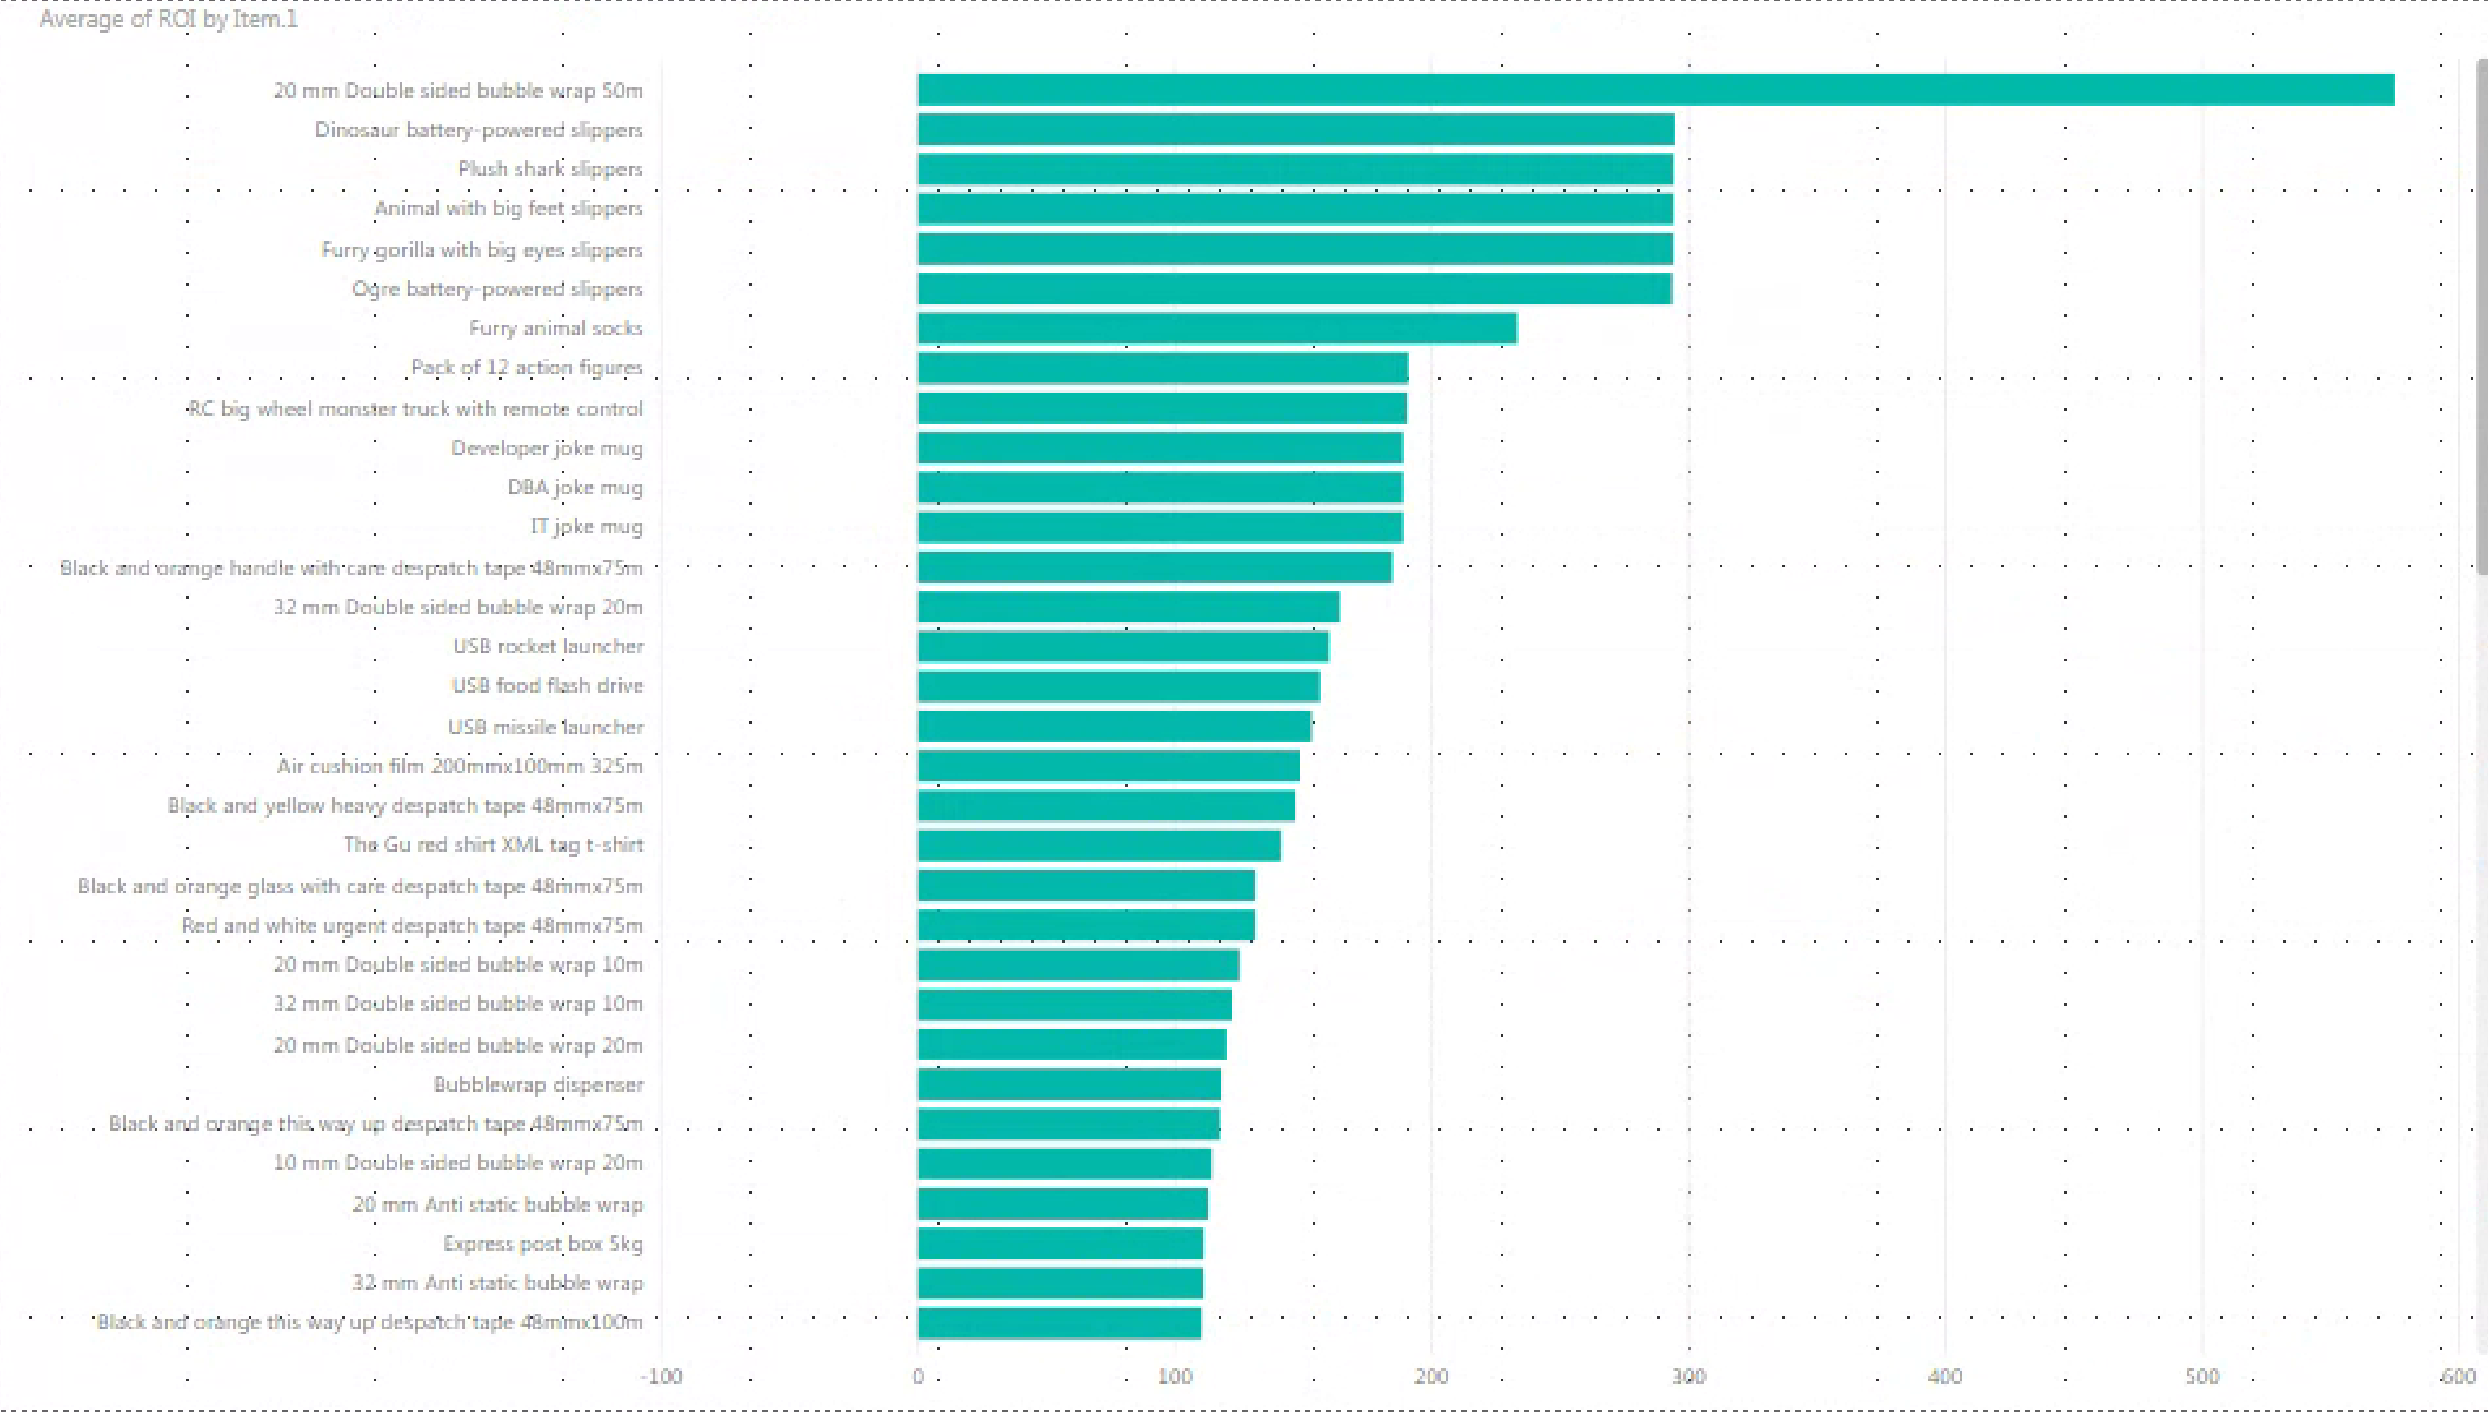 Average of ROI by Item.1
20 mm Double sided bubble wrap 50m
Dinosaur battery-powered slippers
Plush shark slippers
Animal with big feet slippers
Furry gorilla with big eyes slippers
Ogre battery-powered slippers
Furry animal socks
Pack of 12 action figures
RC big wheel monster truck with remote control
Developer joke mug
DBA joke mug
IT joke mug
Black and orange handle with care despatch tape 48mmx75m
32 mm Double sided bubble wrap 20m
USB rocket launcher
USB food flash drive
USB missile launcher
Air cushion film 200mmx100mm 325m
Black and yellow heavy despatch tape 48mmx75m
The Gu red shirt XML tag t-shirt
Black and orange glass with care despatch tape 48mmx75m
Red and white urgent despatch tape 48mmx75m
20 mm Double sided bubble wrap 10m
32 mm Double sided bubble wrap 10m
20 mm Double sided bubble wrap 20m
Bubblewrap dispenser
Black and orange this way up despatch tape 48mmx75m
10 mm Double sided bubble wrap 20m
20 mm Anti static bubble wrap
Express post box 5kg
32 mm Anti static bubble wrap
Black and orange this way up despatch tape 48mmx100m
-100 0 100 200 300 400 500 600